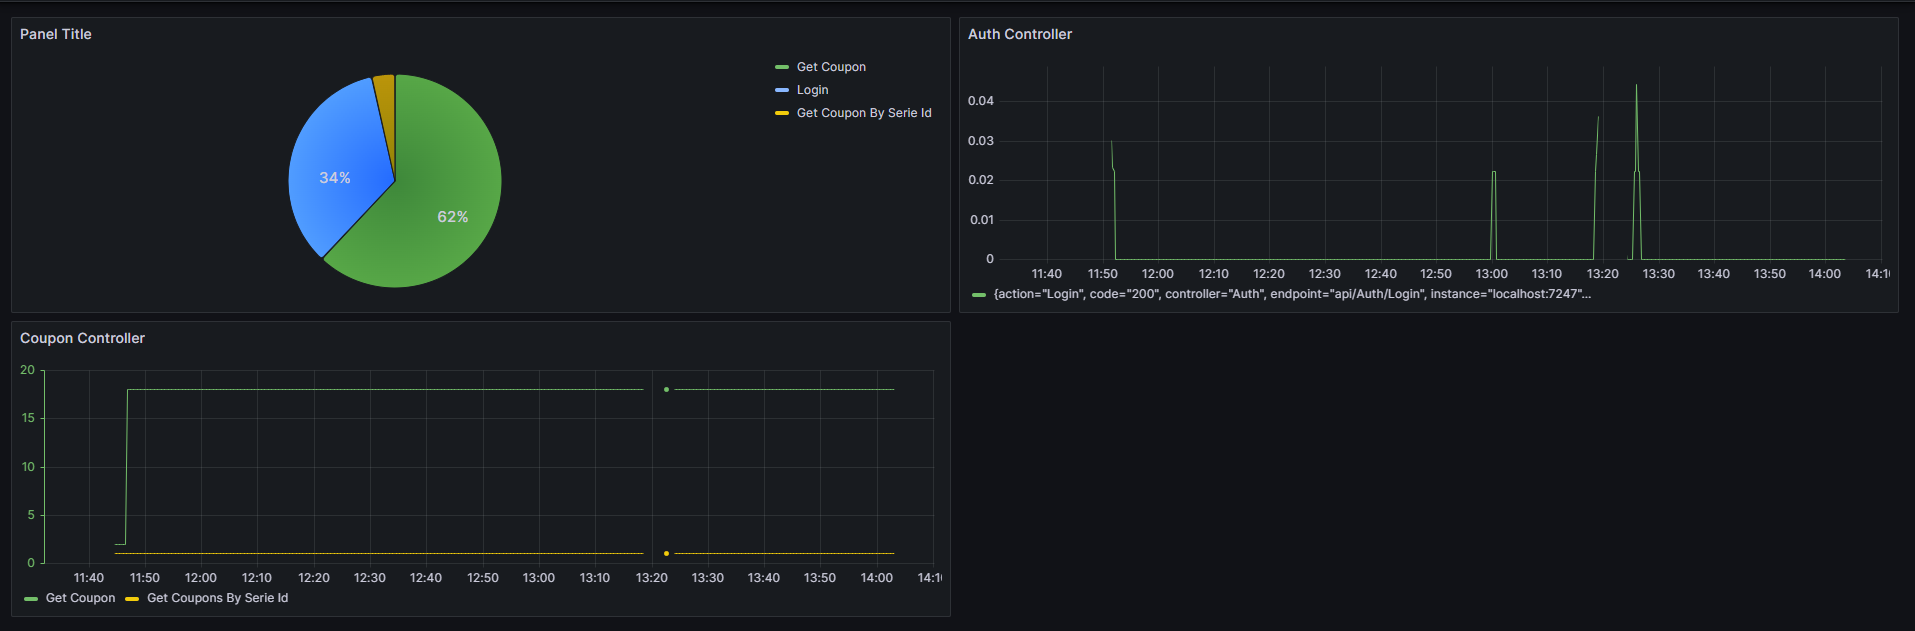 Panel Title
Get Coupon
Login
Get Coupon By Serie Id
34%
62%
Auth Controller
0.04
0.03
0.02
0.01
0
11:40 11:50 12:00 12:10 12:20 12:30 12:40 12:50 13:00 13:10 13:20 13:30 13:40 13:50 14:00 14:1
{action="Login", code="200", controller="Auth", endpoint="api/Auth/Login", instance="localhost:7247"...
Coupon Controller
20
15
10
5
0
11:40 11:50 12:00 12:10 12:20 12:30 12:40 12:50 13:00 13:10 13:20 13:30 13:40 13:50 14:00 14:1
Get Coupon Get Coupons By Serie Id